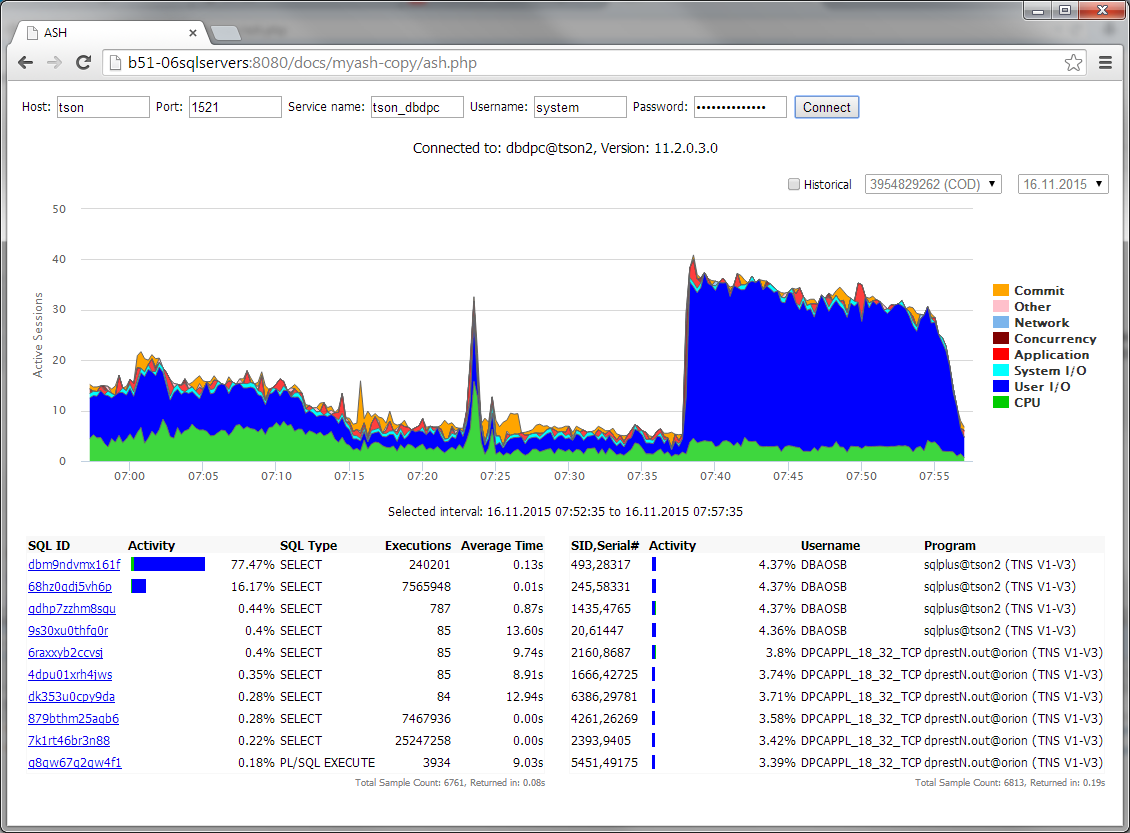 ASH
b51-06sqlservers:8080/docs/myash-copy/ash.php
Host: tson Port: 1521 Service name: tson_dbdpc Username: system Password: •••••••••••••• Connect
Connected to: dbdpc@tson2, Version: 11.2.0.3.0
Historical 3954829262 (COD) 16.11.2015
Active Sessions
50
40
30
20
10
0
07:00 07:05 07:10 07:15 07:20 07:25 07:30 07:35 07:40 07:45 07:50 07:55
Commit
Other
Network
Concurrency
Application
System I/O
User I/O
CPU
Selected interval: 16.11.2015 07:52:35 to 16.11.2015 07:57:35
SQL ID Activity SQL Type Executions Average Time SID,Serial# Activity Username Program
dbm9ndvmx161f 77.47% SELECT 240201 0.13s 493,28317 4.37% DBAOSB sqlplus@tson2 (TNS V1-V3)
68hz0qdj5vh6p 16.17% SELECT 7565948 0.01s 245,58331 4.37% DBAOSB sqlplus@tson2 (TNS V1-V3)
gdhp7zzhm8squ 0.44% SELECT 787 0.87s 1435,4765 4.37% DBAOSB sqlplus@tson2 (TNS V1-V3)
9s30xu0thfq0r 0.4% SELECT 85 13.60s 20,61447 4.36% DBAOSB sqlplus@tson2 (TNS V1-V3)
6raxxyb2ccvsj 0.4% SELECT 85 9.74s 2160,8687 3.8% DPCAPPL_18_32_TCP dprestN.out@orion (TNS V1-V3)
4dpu01xrh4jws 0.35% SELECT 85 8.91s 1666,42725 3.74% DPCAPPL_18_32_TCP dprestN.out@orion (TNS V1-V3)
dk353u0cpv9da 0.28% SELECT 84 12.94s 6386,29781 3.71% DPCAPPL_18_32_TCP dprestN.out@orion (TNS V1-V3)
879bthm25aqb6 0.28% SELECT 7467936 0.00s 4261,26269 3.58% DPCAPPL_18_32_TCP dprestN.out@orion (TNS V1-V3)
7k1rt46br3n88 0.22% SELECT 25247258 0.00s 2393,9405 3.42% DPCAPPL_18_32_TCP dprestN.out@orion (TNS V1-V3)
g8qw67q2qw4f1 0.18% PL/SQL EXECUTE 3934 9.03s 5451,49175 3.39% DPCAPPL_18_32_TCP dprestN.out@orion (TNS V1-V3)
Total Sample Count: 6761, Returned in: 0.08s Total Sample Count: 6813, Returned in: 0.19s